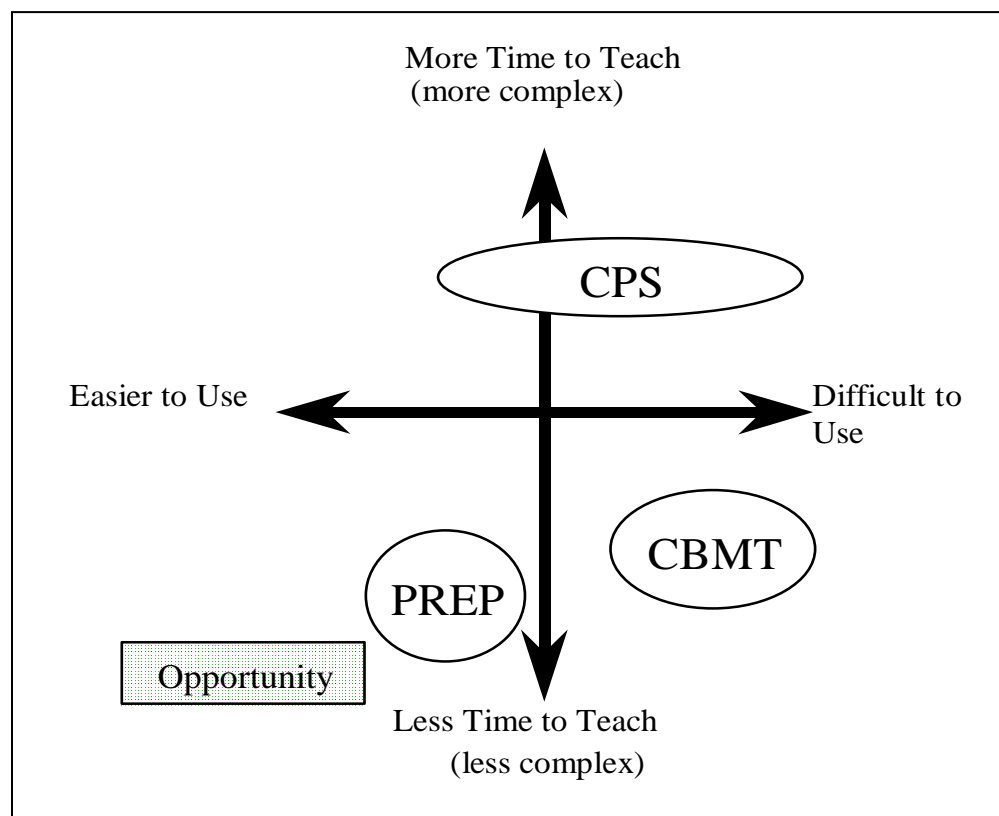 More Time to Teach
(more complex)
CPS
Easier to Use
Difficult to
Use
CBMT
PREP
Opportunity
Less Time to Teach
(less complex)